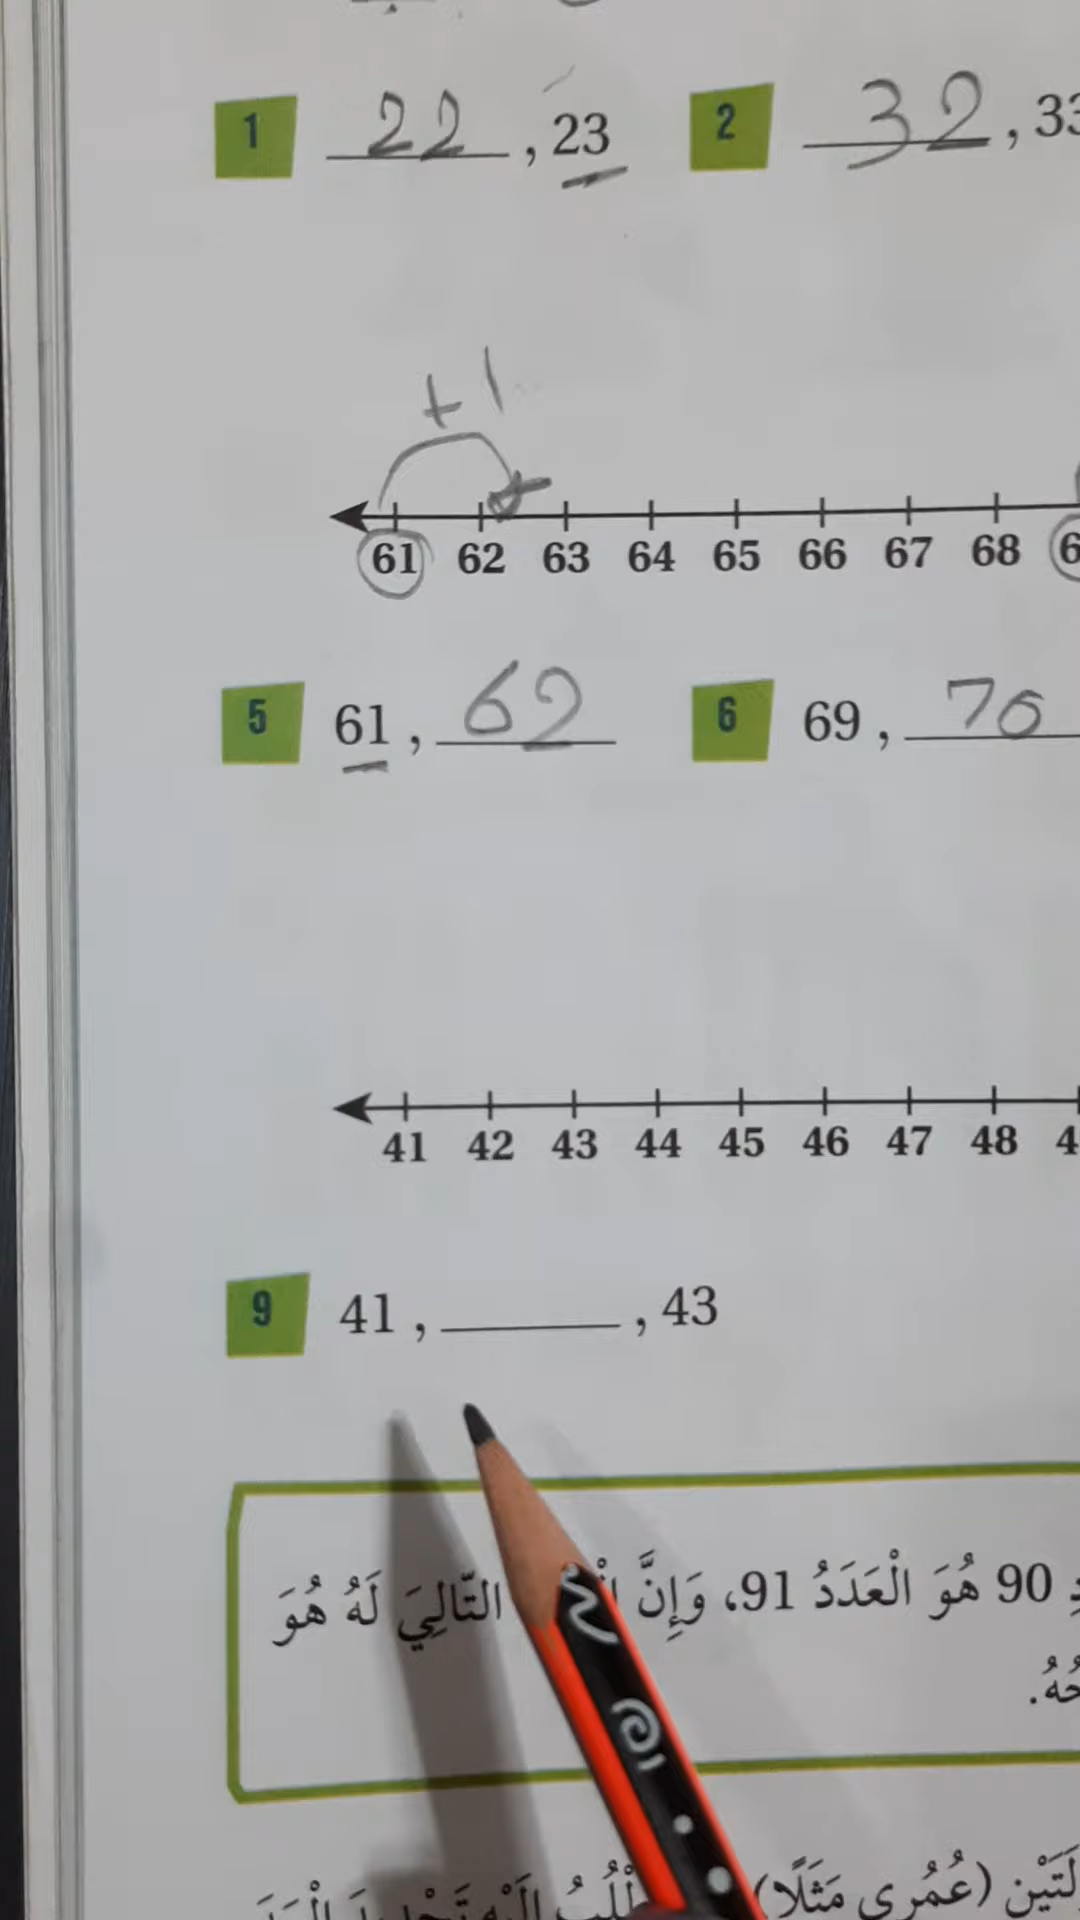 1 22 , 23 2 32 , 33
+1
61 62 63 64 65 66 67 68
5 61 , 62 6 69 , 70
41 42 43 44 45 46 47 48
9 41 , ________ , 43
90 هُوَ الْعَدَدُ 91، وَإِنَّ التّالِيَ لَهُ هُوَ
(عُمُرِي مَثَلًا)